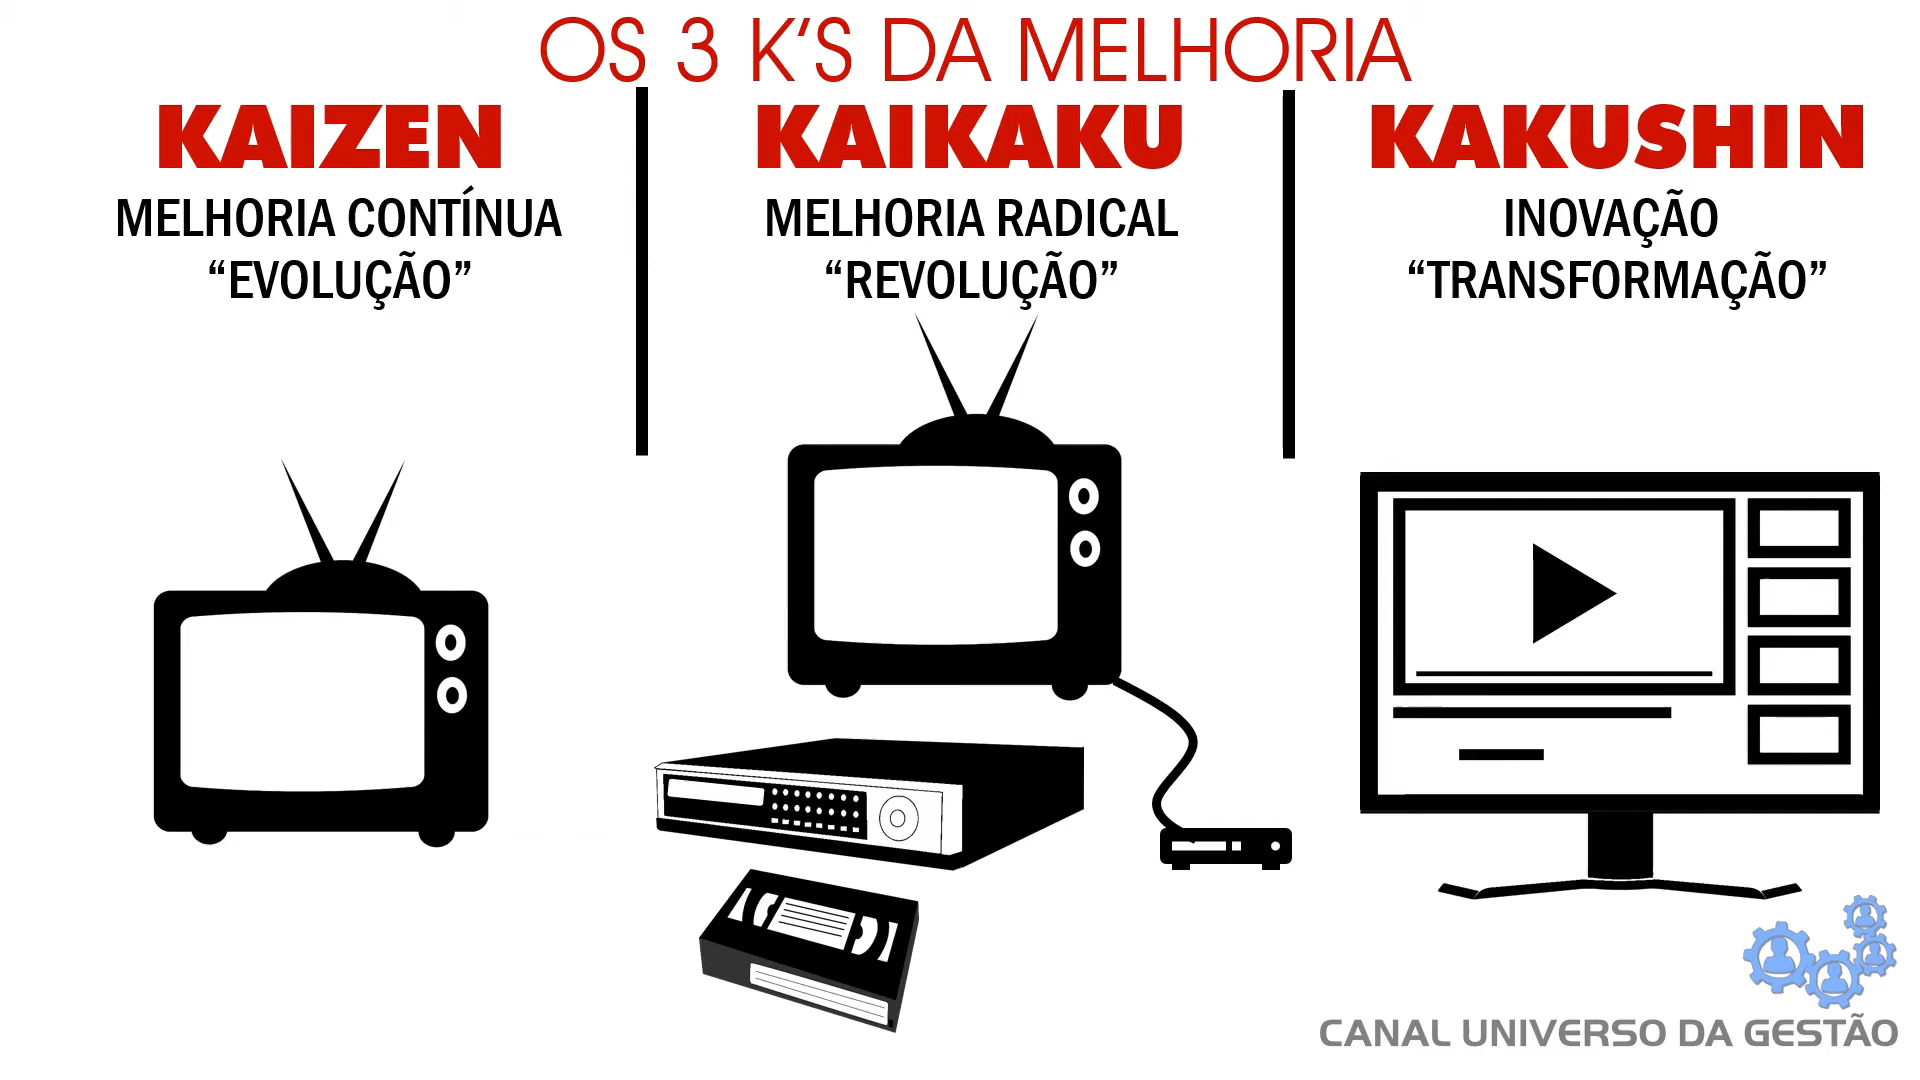 OS 3 K‘S DA MELHORIA
KAIZEN
MELHORIA CONTÍNUA
“EVOLUÇÃO”
KAIKAKU
MELHORIA RADICAL
“REVOLUÇÃO”
KAKUSHIN
INOVAÇÃO
“TRANSFORMAÇÃO”
CANAL UNIVERSO DA GESTÃO